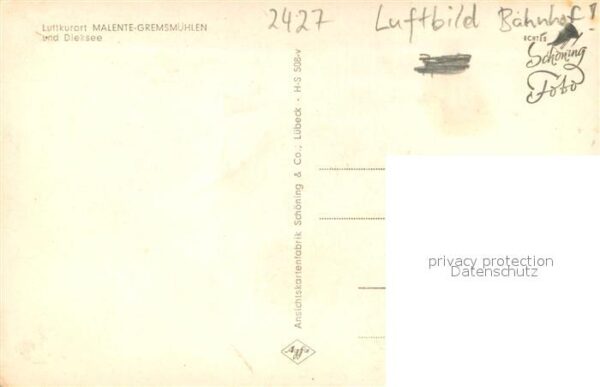 Luftkurort MALENTE-GREMSMÜHLEN
und Dieksee
2427
Luftbild Bahnhof!
Schöning
Foto
Ansichtskartenfabrik Schöning & Co., Lübeck · H-S 508-v
Agfa
privacy protection
Datenschutz